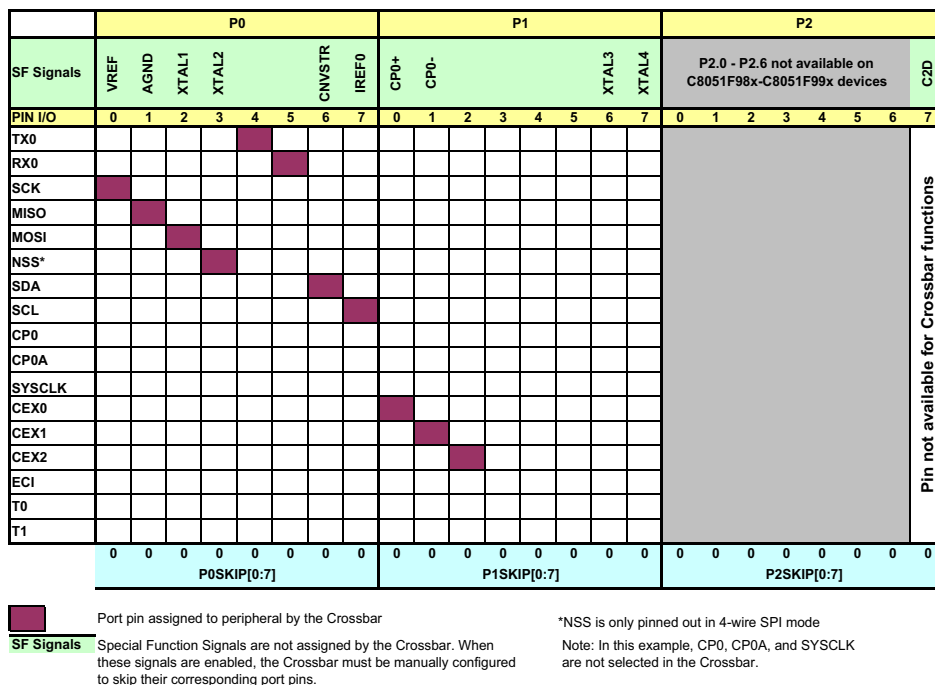 P0 P1 P2
SF Signals VREF AGND XTAL1 XTAL2 CNVSTR IREF0 CP0+ CP0- XTAL3 XTAL4 P2.0 - P2.6 not available on C8051F98x-C8051F99x devices C2D
PIN I/O 0 1 2 3 4 5 6 7 0 1 2 3 4 5 6 7 0 1 2 3 4 5 6 7
TX0
RX0
SCK
MISO
MOSI
NSS*
SDA
SCL
CP0
CP0A
SYSCLK
CEX0
CEX1
CEX2
ECI
T0
T1
Pin not available for Crossbar functions
0 0 0 0 0 0 0 0 0 0 0 0 0 0 0 0 0 0 0 0 0 0 0 0
P0SKIP[0:7] P1SKIP[0:7] P2SKIP[0:7]
Port pin assigned to peripheral by the Crossbar
SF Signals Special Function Signals are not assigned by the Crossbar. When
these signals are enabled, the Crossbar must be manually configured
to skip their corresponding port pins.
*NSS is only pinned out in 4-wire SPI mode
Note: In this example, CP0, CP0A, and SYSCLK
are not selected in the Crossbar.